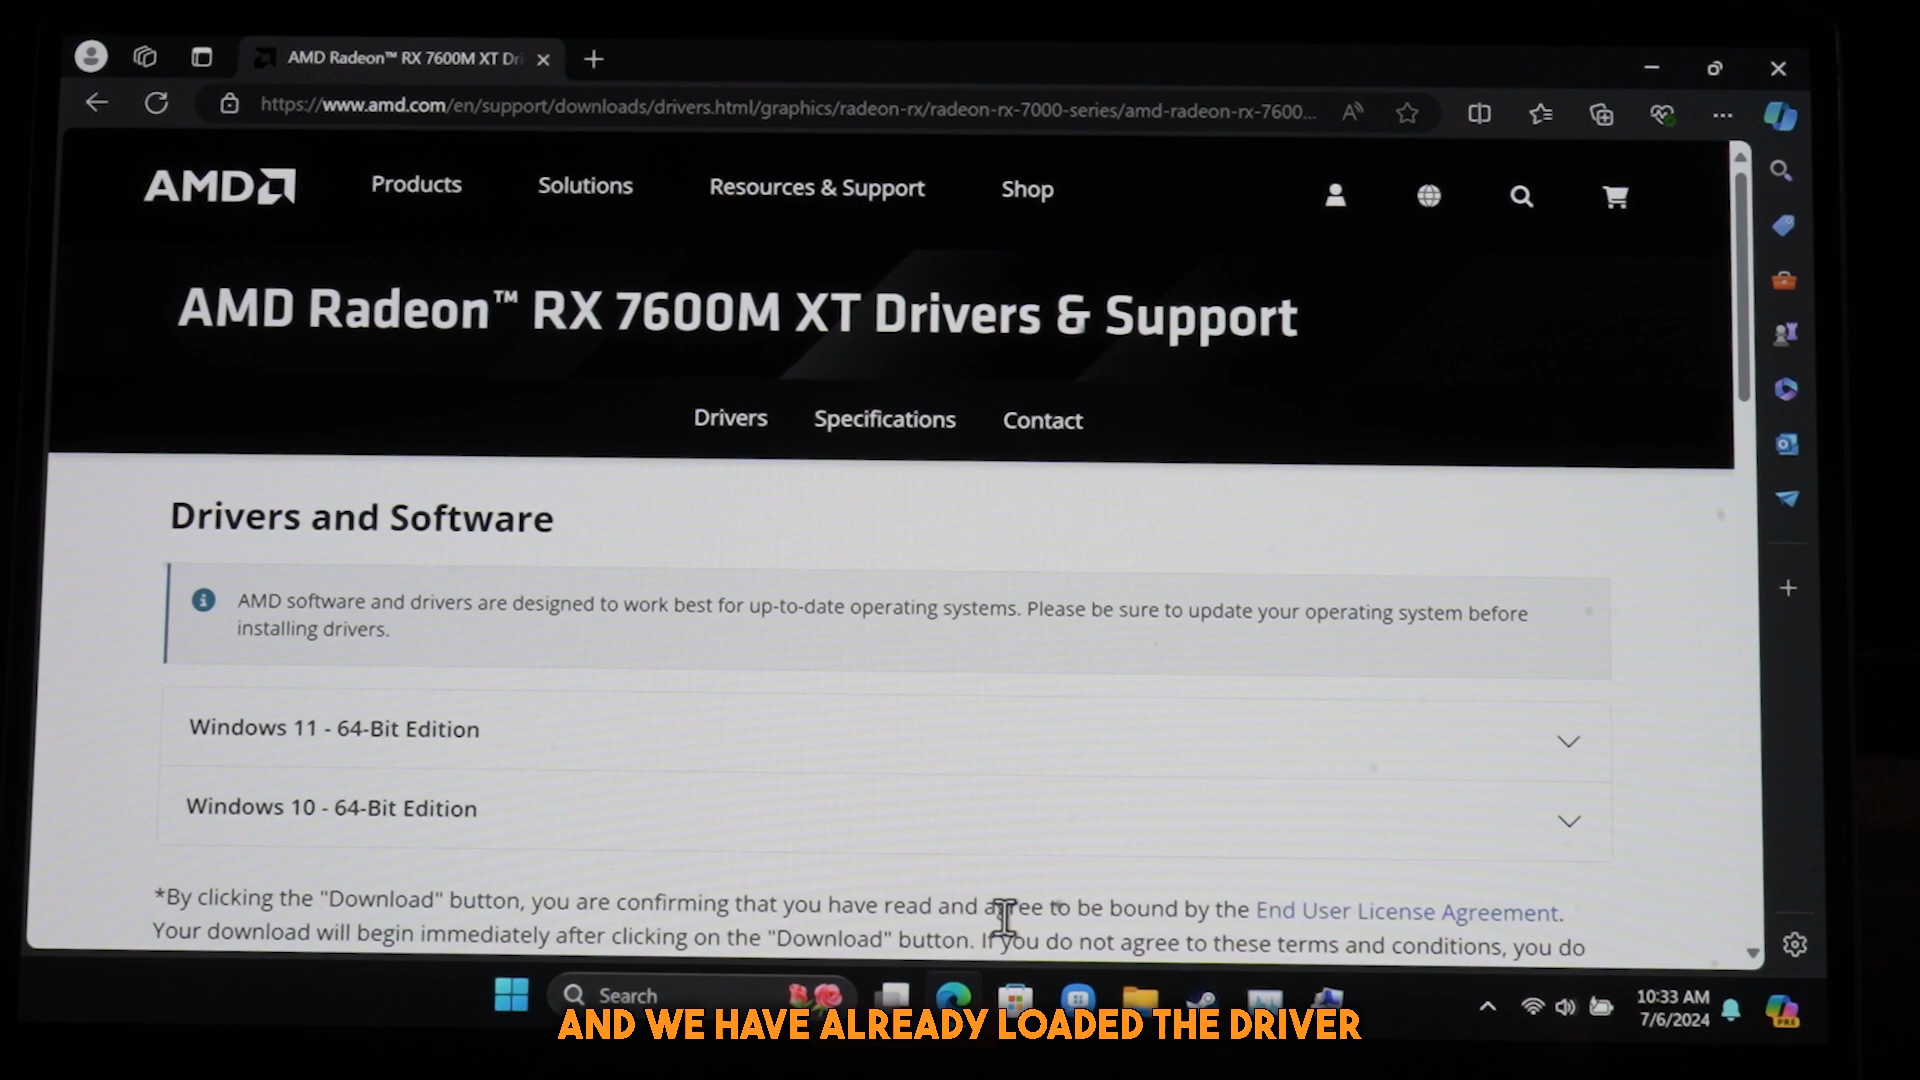 AMD Radeon™ RX 7600M XT Dri
https://www.amd.com/en/support/downloads/drivers.html/graphics/radeon-rx/radeon-rx-7000-series/amd-radeon-rx-7600...
AMD Products Solutions Resources & Support Shop
AMD Radeon™ RX 7600M XT Drivers & Support
Drivers Specifications Contact
Drivers and Software
AMD software and drivers are designed to work best for up-to-date operating systems. Please be sure to update your operating system before
installing drivers.
Windows 11 - 64-Bit Edition
Windows 10 - 64-Bit Edition
*By clicking the "Download" button, you are confirming that you have read and agree to be bound by the End User License Agreement.
Your download will begin immediately after clicking on the "Download" button. If you do not agree to these terms and conditions, you do
Search
10:33 AM
7/6/2024
PRE
AND WE HAVE ALREADY LOADED THE DRIVER